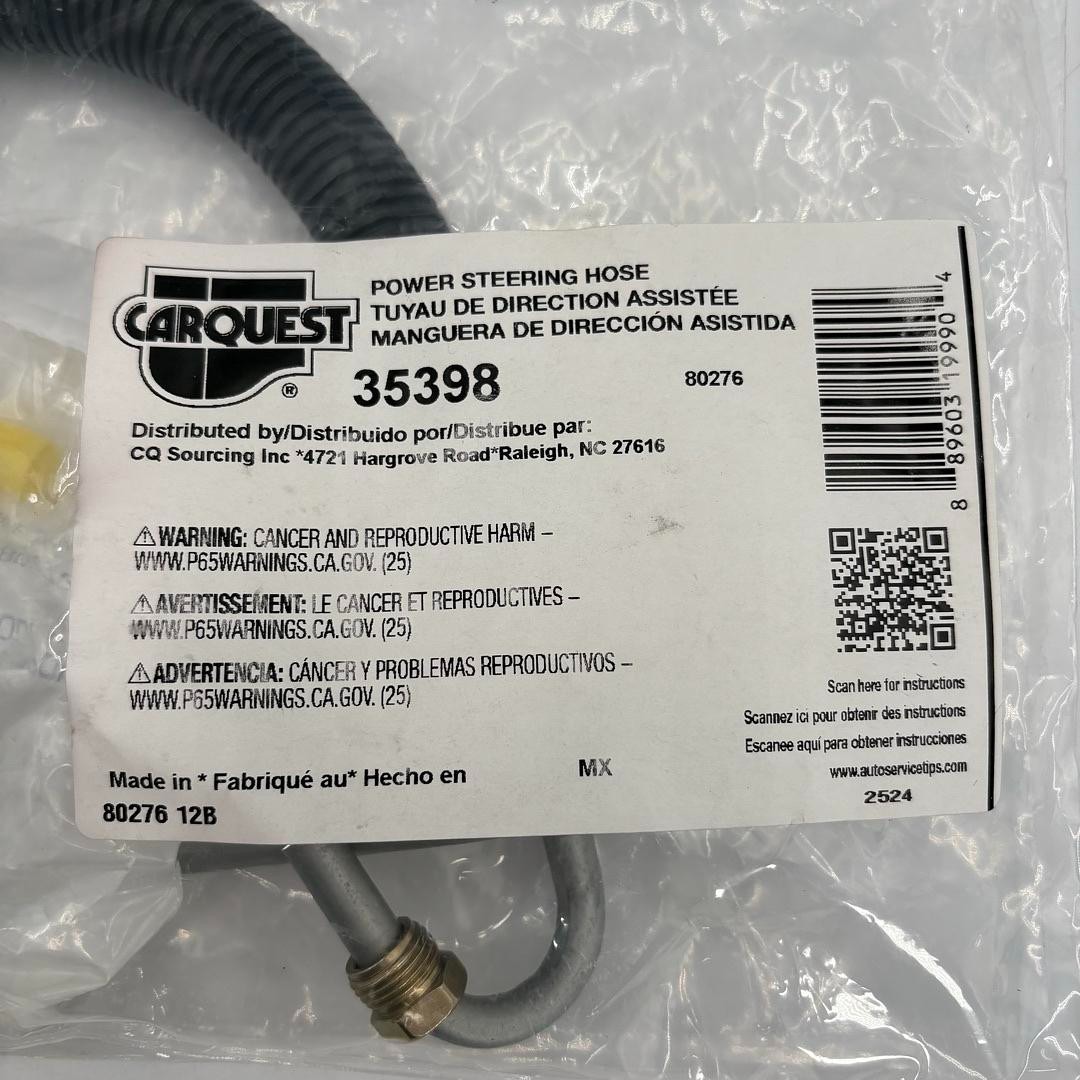 CARQUEST
®
POWER STEERING HOSE
TUYAU DE DIRECTION ASSISTÉE
MANGUERA DE DIRECCIÓN ASISTIDA
35398
80276
Distributed by/Distribuido por/Distribue par:
CQ Sourcing Inc *4721 Hargrove Road*Raleigh, NC 27616
⚠WARNING: CANCER AND REPRODUCTIVE HARM –
WWW.P65WARNINGS.CA.GOV. (25)
⚠AVERTISSEMENT: LE CANCER ET REPRODUCTIVES –
WWW.P65WARNINGS.CA.GOV. (25)
⚠ADVERTENCIA: CÁNCER Y PROBLEMAS REPRODUCTIVOS –
WWW.P65WARNINGS.CA.GOV. (25)
Made in * Fabriqué au* Hecho en
MX
80276 12B
8 89603 19990 4
Scan here for instructions
Scannez ici pour obtenir des instructions
Escanee aquí para obtener instrucciones
www.autoservicetips.com
2524